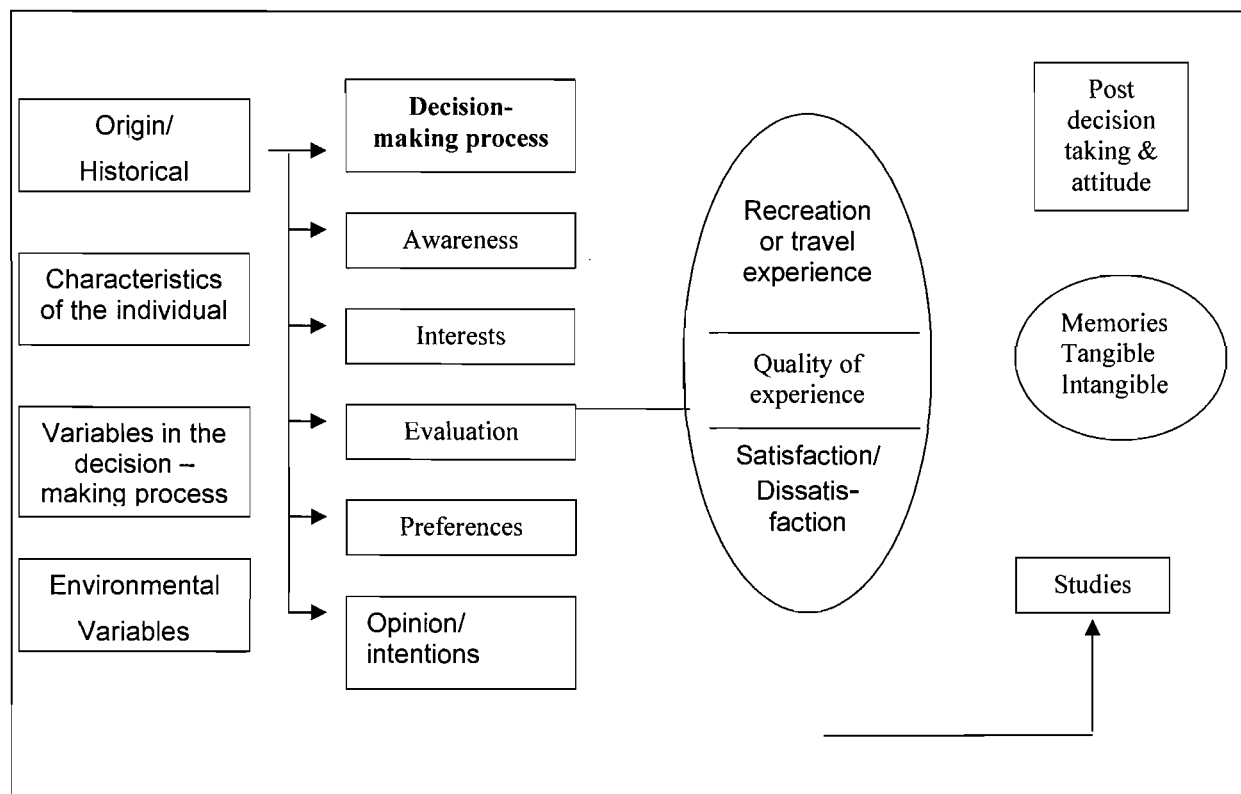 Origin/
Historical
Characteristics
of the individual
Variables in the
decision –
making process
Environmental
Variables
Decision-
making process
Awareness
Interests
Evaluation
Preferences
Opinion/
intentions
Recreation
or travel
experience
Quality of
experience
Satisfaction/
Dissatis-
faction
Post
decision
taking &
attitude
Memories
Tangible
Intangible
Studies